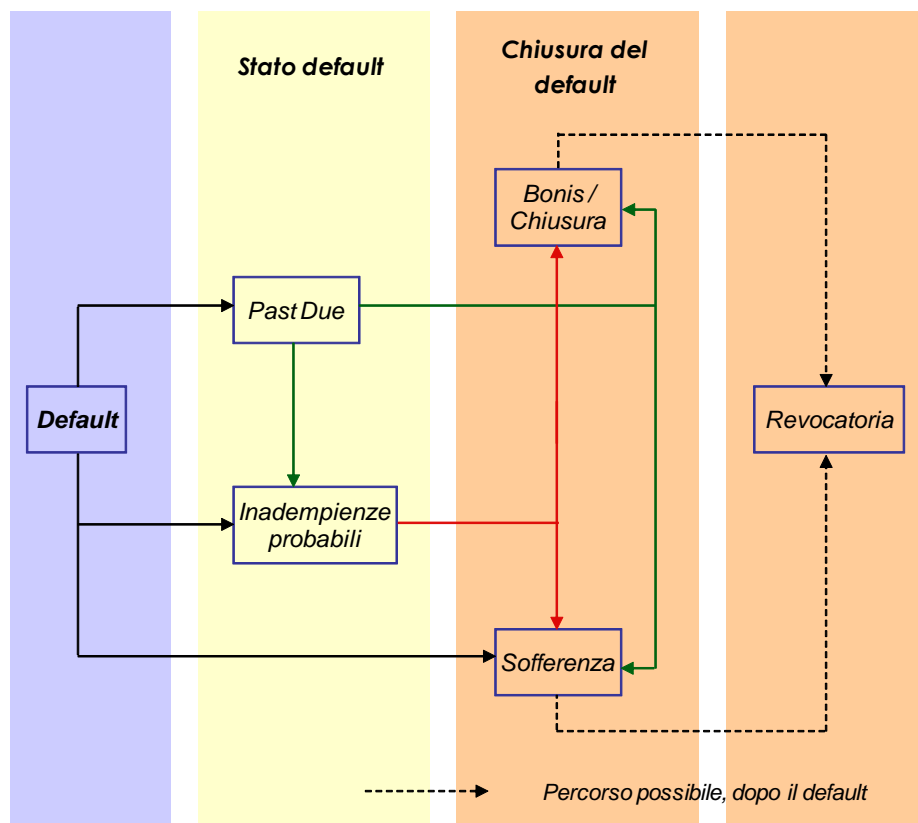 Stato default
Chiusura del
default
Bonis /
Chiusura
Past Due
Default
Revocatoria
Inadempienze
probabili
Sofferenza
Percorso possibile, dopo il default